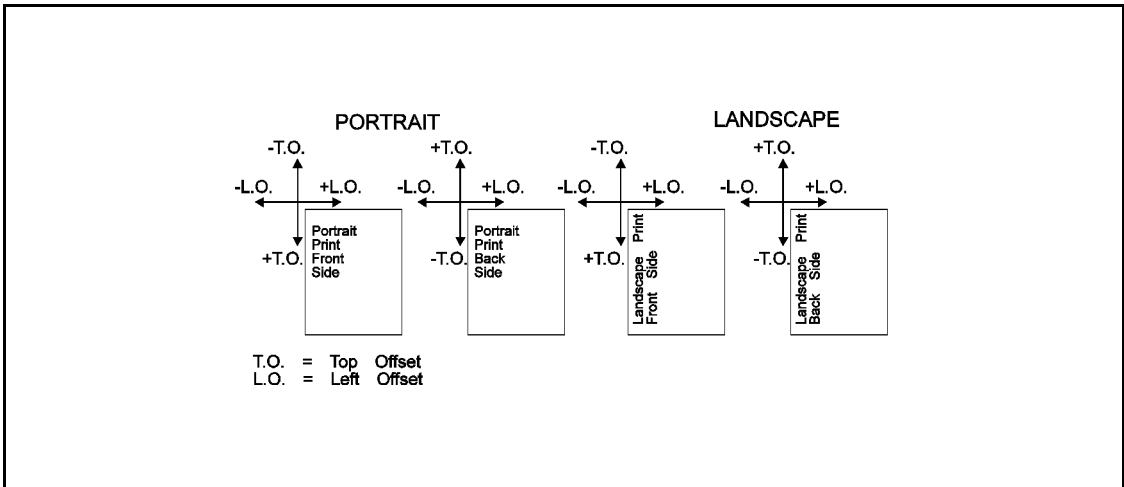 PORTRAIT
-T.O.
-L.O. +L.O.
+T.O.
Portrait
Print
Front
Side
+T.O.
-L.O. +L.O.
-T.O.
Portrait
Print
Back
Side
LANDSCAPE
-T.O.
-L.O. +L.O.
+T.O.
Landscape Print
Front Side
+T.O.
-L.O. +L.O.
-T.O.
Landscape Print
Back Side
T.O. = Top Offset
L.O. = Left Offset